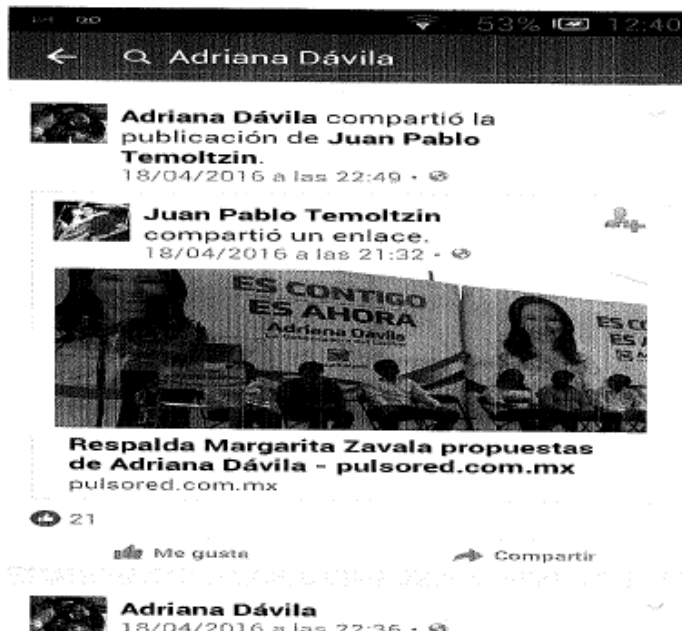 53% 12:40
Adriana Dávila
Adriana Dávila compartió la
publicación de Juan Pablo
Temoltzin.
18/04/2016 a las 22:49
Juan Pablo Temoltzin
compartió un enlace.
18/04/2016 a las 21:32
ES CONTIGO
ES AHORA
Adriana Dávila
Respalda Margarita Zavala propuestas
de Adriana Dávila - pulsored.com.mx
pulsored.com.mx
21
Me gusta Compartir
Adriana Dávila
18/04/2016 a las 22:36